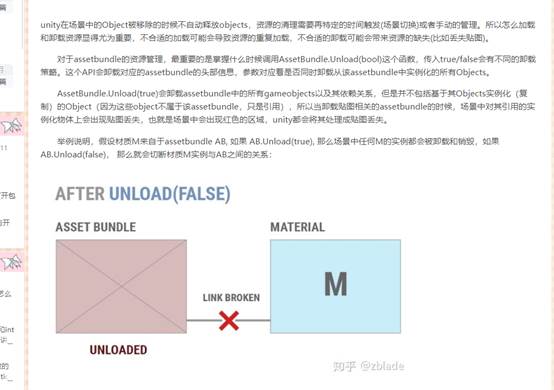 unity在场景中的Object被移除的时候不自动释放objects，资源的清理需要再特定的时间触发(场景切换)或者手动的管理。所以怎么加载
和卸载资源显得尤为重要，不合适的加载可能会导致资源的重复加载，不合适的卸载可能会带来资源的缺失(比如丢失贴图)。
对于assetbundle的资源管理，最重要的是掌握什么时候调用AssetBundle.Unload(bool)这个函数，传入true/false会有不同的卸载
策略。这个API会卸载对应的assetbundle的头部信息，参数对应着是否同时卸载从该assetbundle中实例化的所有Objects。
AssetBundle.Unload(true)会卸载assetbundle中的所有gameobjects以及其依赖关系，但是并不包括基于其Objects实例化（复
制）的Object（因为这些object不属于该assetbundle，只是引用），所以当卸载贴图相关的assetbundle的时候，场景中对其引用的实
例化物体上会出现贴图丢失，也就是场景中会出现红色的区域，unity都会将其处理成贴图丢失。
举例说明，假设材质M来自于assetbundle AB, 如果 AB.Unload(true), 那么场景中任何M的实例都会被卸载和销毁，如果
AB.Unload(false)， 那么就会切断材质M实例与AB之间的关系：
AFTER UNLOAD(FALSE)
ASSET BUNDLE
MATERIAL
LINK BROKEN
M
UNLOADED
知乎 @zblade
篇
11
开包
开
怎么
int
的